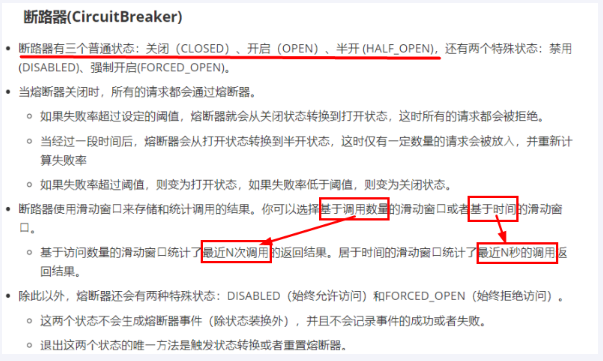 断路器(CircuitBreaker)
• 断路器有三个普通状态：关闭（CLOSED）、开启（OPEN）、半开 (HALF_OPEN)，还有两个特殊状态：禁用
(DISABLED)、强制开启(FORCED_OPEN)。
• 当熔断器关闭时，所有的请求都会通过熔断器。
◦ 如果失败率超过设定的阈值，熔断器就会从关闭状态转换到打开状态，这时所有的请求都会被拒绝。
◦ 当经过一段时间后，熔断器会从打开状态转换到半开状态，这时仅有一定数量的请求会被放入，并重新计
算失败率
◦ 如果失败率超过阈值，则变为打开状态，如果失败率低于阈值，则变为关闭状态。
• 断路器使用滑动窗口来存储和统计调用的结果。你可以选择基于调用数量的滑动窗口或者基于时间的滑动窗
口。
◦ 基于访问数量的滑动窗口统计了最近N次调用的返回结果。居于时间的滑动窗口统计了最近N秒的调用返
回结果。
• 除此以外，熔断器还会有两种特殊状态：DISABLED（始终允许访问）和FORCED_OPEN（始终拒绝访问）。
◦ 这两个状态不会生成熔断器事件（除状态装换外），并且不会记录事件的成功或者失败。
◦ 退出这两个状态的唯一方法是触发状态转换或者重置熔断器。